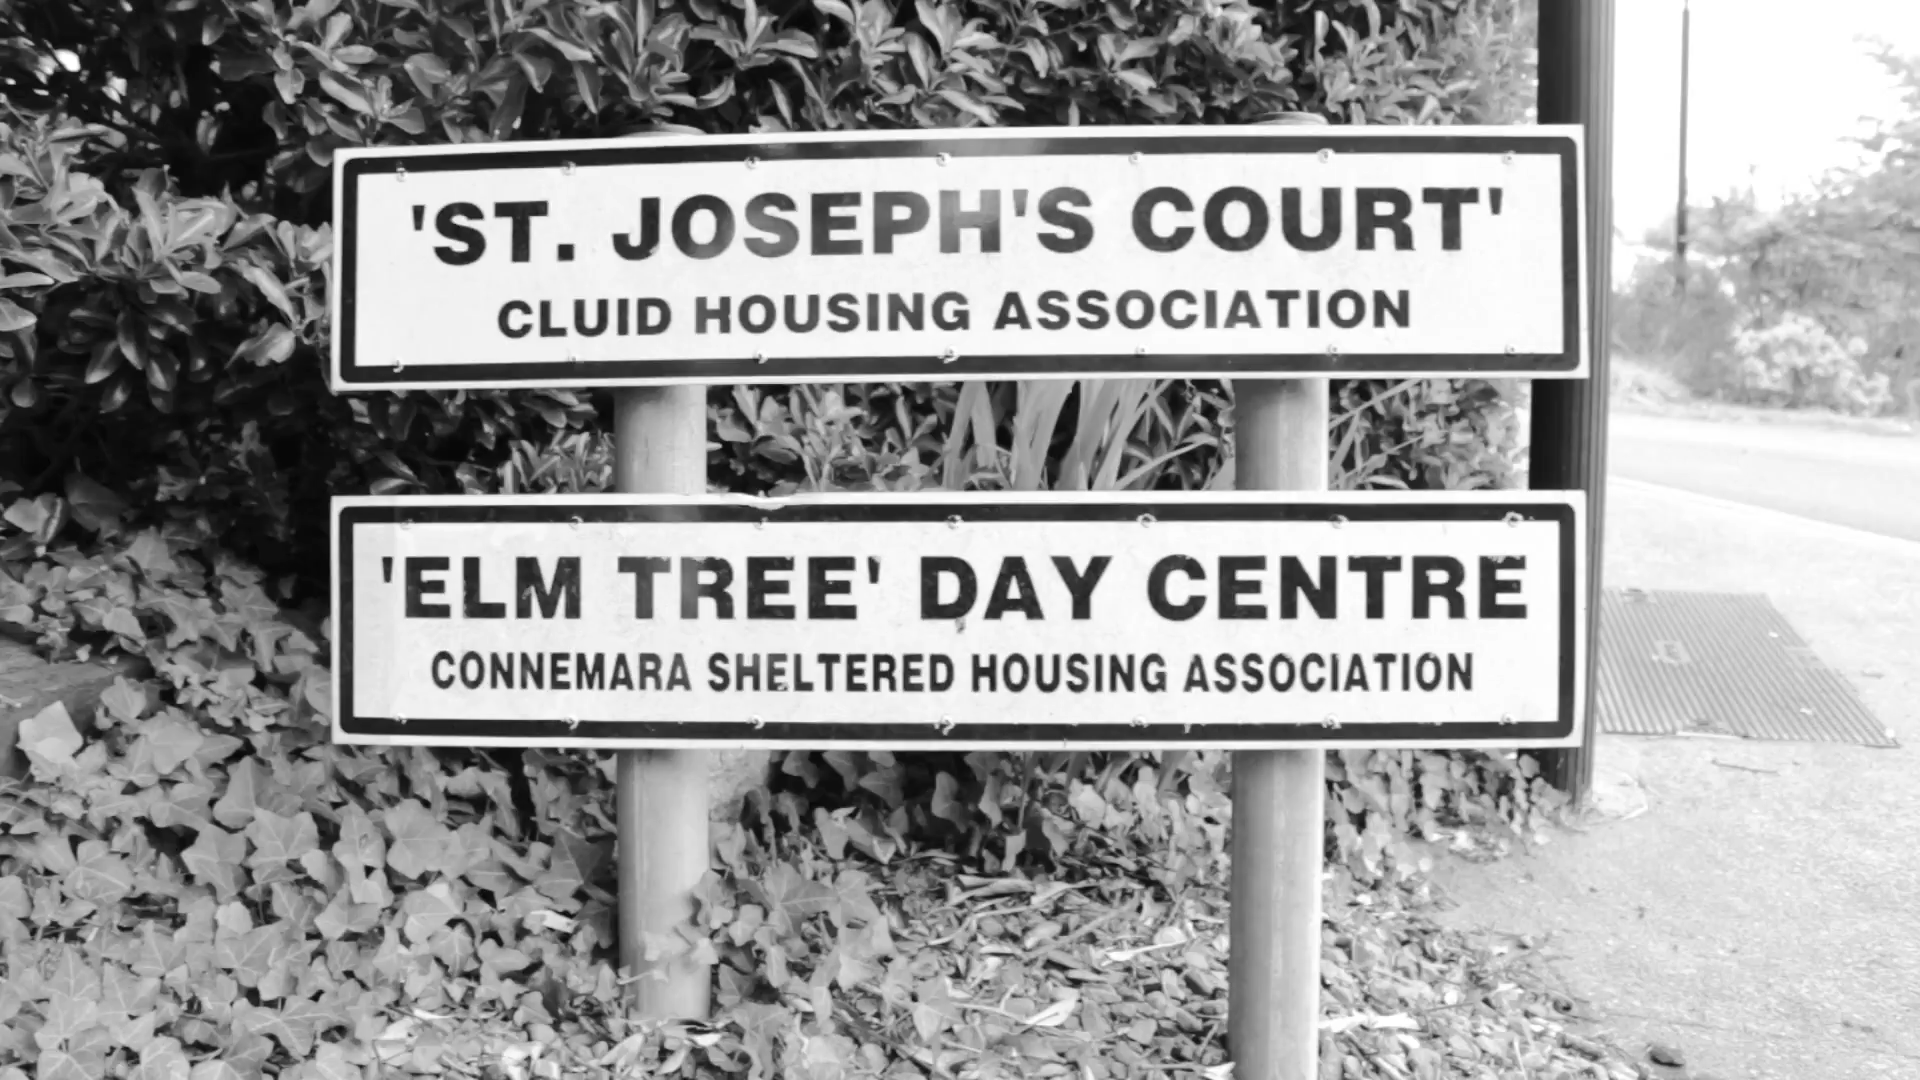 'ST. JOSEPH'S COURT'
CLUID HOUSING ASSOCIATION
'ELM TREE' DAY CENTRE
CONNEMARA SHELTERED HOUSING ASSOCIATION